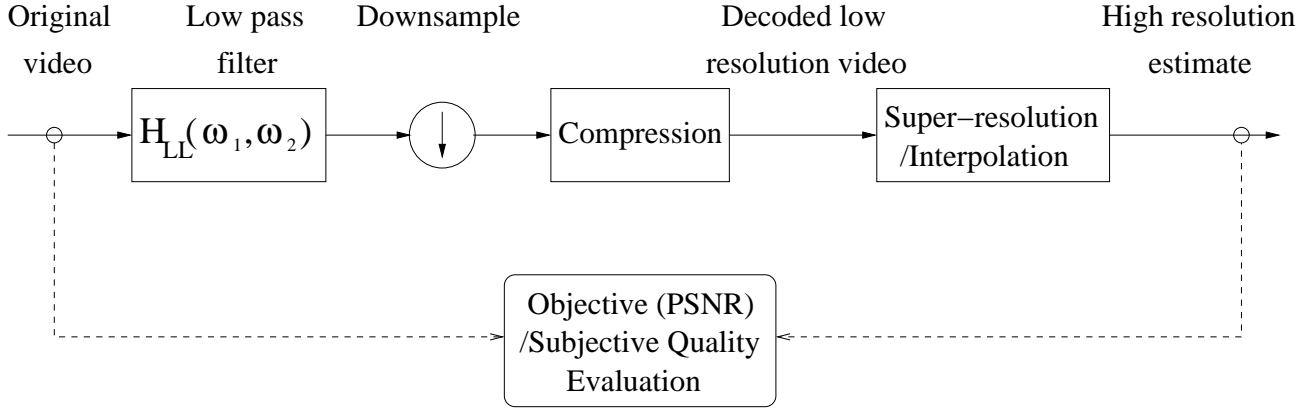 Original
video
Low pass
filter
Downsample
Decoded low
resolution video
High resolution
estimate
H_LL(ω₁,ω₂)
Compression
Super−resolution
/Interpolation
Objective (PSNR)
/Subjective Quality
Evaluation